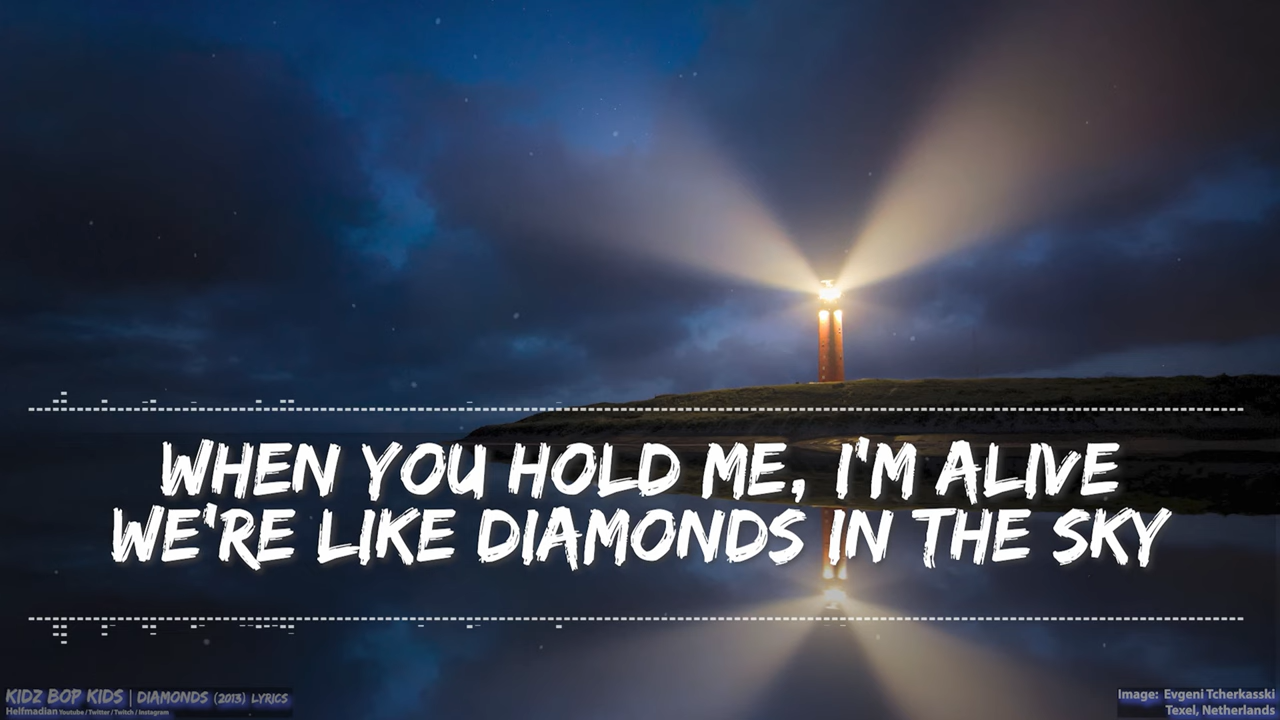 WHEN YOU HOLD ME, I'M ALIVE
WE'RE LIKE DIAMONDS IN THE SKY
KIDZ BOP KIDS | DIAMONDS (2013) LYRICS
Helfmadian Youtube / Twitter / Twitch / Instagram
Image: Evgeni Tcherkasski
Texel, Netherlands